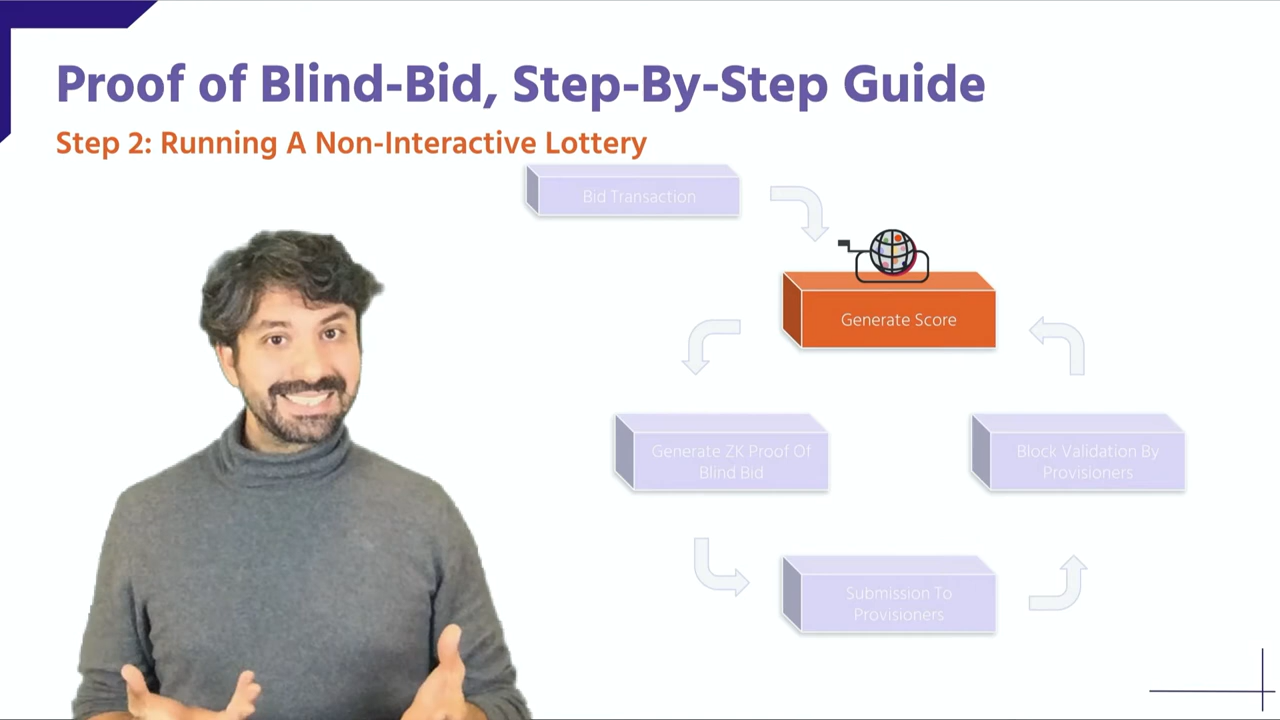 Proof of Blind-Bid, Step-By-Step Guide
Step 2: Running A Non-Interactive Lottery
Bid Transaction
Generate Score
Generate ZK Proof Of
Blind Bid
Block Validation By
Provisioners
Submission To
Provisioners